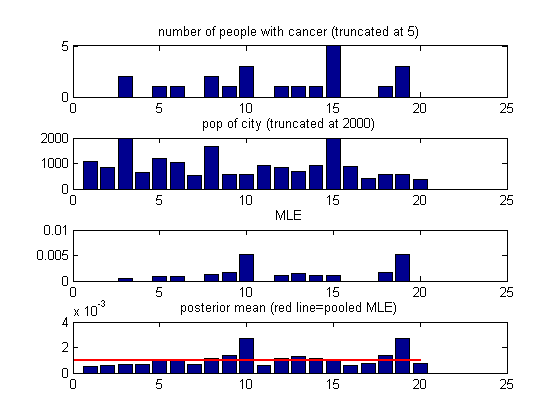 number of people with cancer (truncated at 5)
5
0
0 5 10 15 20 25
pop of city (truncated at 2000)
2000
1000
0
0 5 10 15 20 25
MLE
0.01
0.005
0
0 5 10 15 20 25
x 10^-3
posterior mean (red line=pooled MLE)
4
2
0
0 5 10 15 20 25